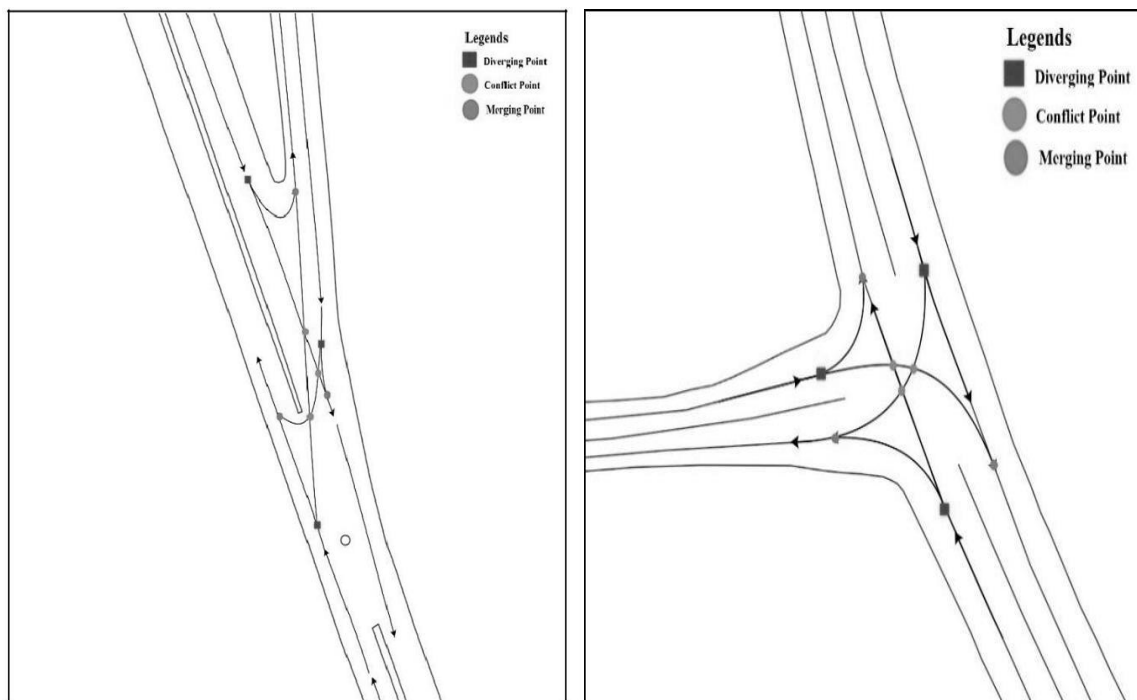 Legends
Diverging Point
Conflict Point
Merging Point
Legends
Diverging Point
Conflict Point
Merging Point